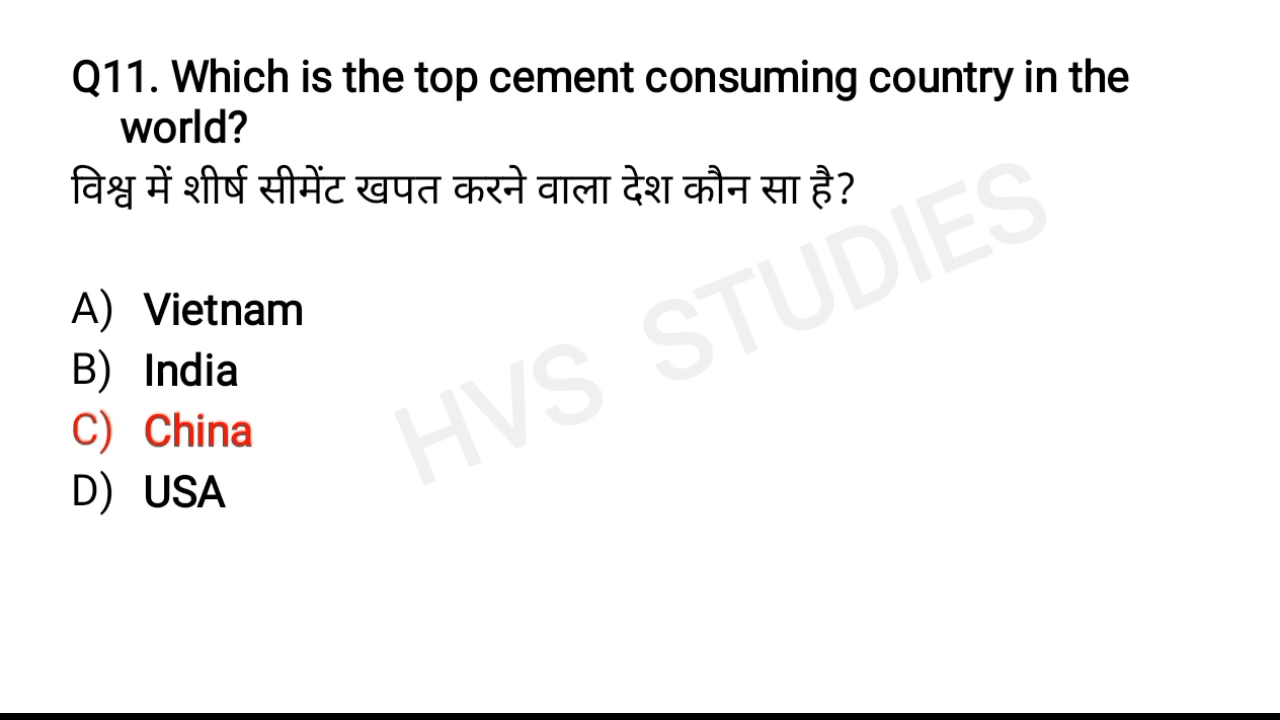 Q11. Which is the top cement consuming country in the
world?
विश्व में शीर्ष सीमेंट खपत करने वाला देश कौन सा है?
HVS STUDIES
A) Vietnam
B) India
C) China
D) USA